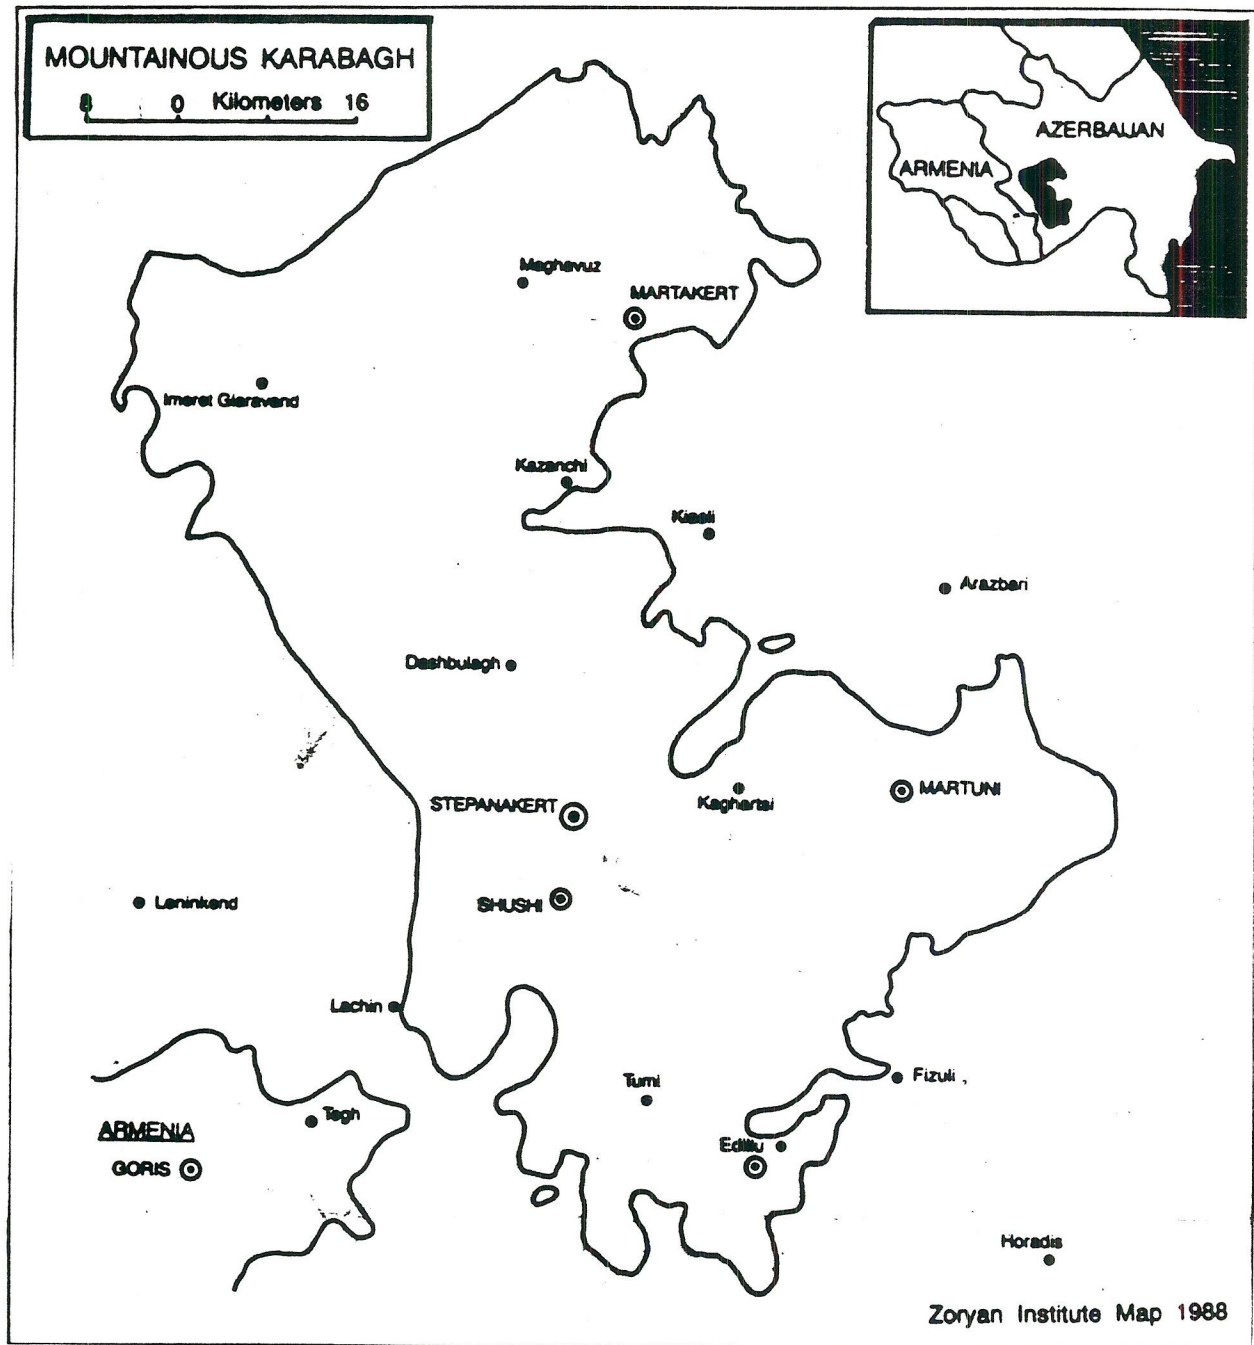 MOUNTAINOUS KARABAGH
8 0 Kilometers 16
AZERBAIJAN
ARMENIA
Maghavuz
MARTAKERT
Imeret Giaravand
Kazanchi
Kiasli
Arazbari
Dashbulagh
STEPANAKERT
Kaghartsi
MARTUNI
Leninkend
SHUSHI
Lachin
Tumi
Fizuli
Tegh
ARMENIA
Edillu
GORIS
Horadis
Zoryan Institute Map 1988